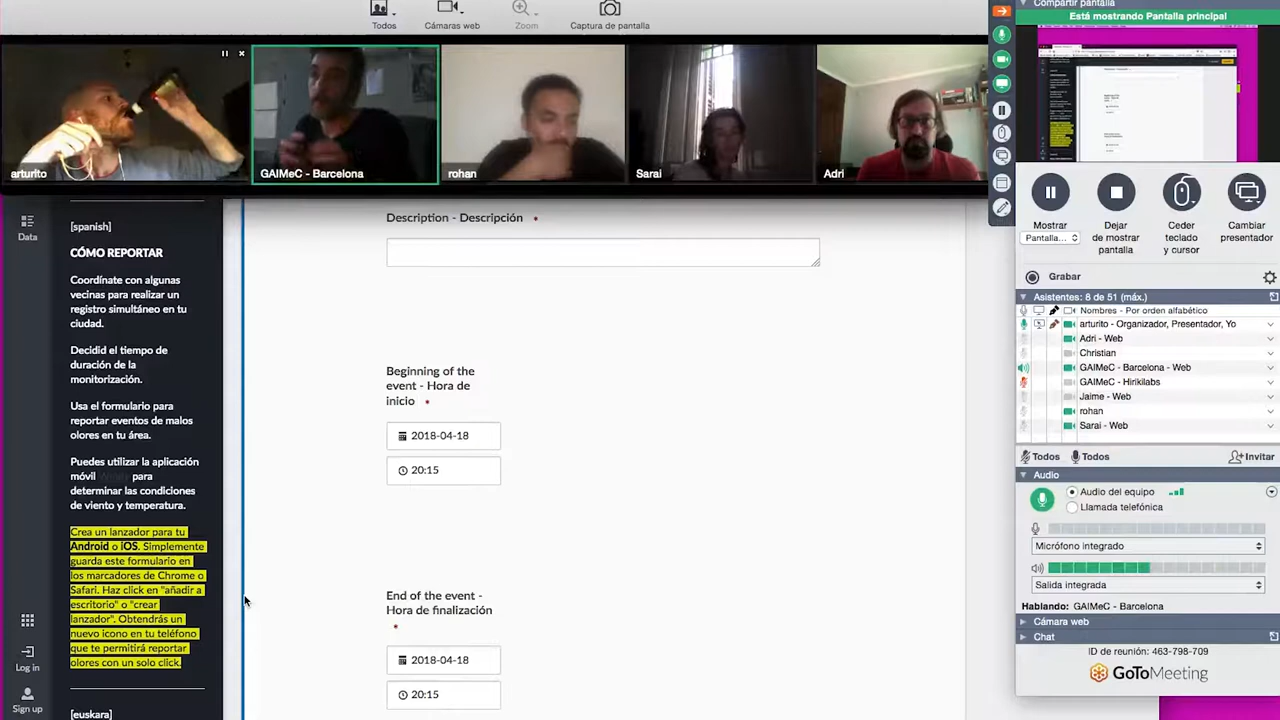 Todos
Cámaras web
Zoom
Captura de pantalla
arturito
GAIMeC - Barcelona
rohan
Sarai
Adri
Data
Log in
Sign up
[spanish]
CÓMO REPORTAR
Coordínate con algunas
vecinas para realizar un
registro simultáneo en tu
ciudad.
Decidid el tiempo de
duración de la
monitorización.
Usa el formulario para
reportar eventos de malos
olores en tu área.
Puedes utilizar la aplicación
móvil Windy para
determinar las condiciones
de viento y temperatura.
Crea un lanzador para tu
Android o iOS. Simplemente
guarda este formulario en
los marcadores de Chrome o
Safari. Haz click en "añadir a
escritorio" o "crear
lanzador". Obtendrás un
nuevo icono en tu teléfono
que te permitirá reportar
olores con un solo click.
[euskara]
Description - Descripción •
Beginning of the
event - Hora de
inicio •
2018-04-18
20:15
End of the event -
Hora de finalización
•
2018-04-18
20:15
Compartir pantalla
Está mostrando Pantalla principal
Mostrar
Pantalla...
Dejar
de mostrar
pantalla
Ceder
teclado
y cursor
Cambiar
presentador
Grabar
Asistentes: 8 de 51 (máx.)
Nombres - Por orden alfabético
arturito - Organizador, Presentador, Yo
Adri - Web
Christian
GAIMeC - Barcelona - Web
GAIMeC - Hirikilabs
Jaime - Web
rohan
Sarai - Web
Todos
Todos
Invitar
Audio
Audio del equipo
Llamada telefónica
Micrófono integrado
Salida integrada
Hablando: GAIMeC - Barcelona
Cámara web
Chat
ID de reunión: 463-798-709
GoToMeeting